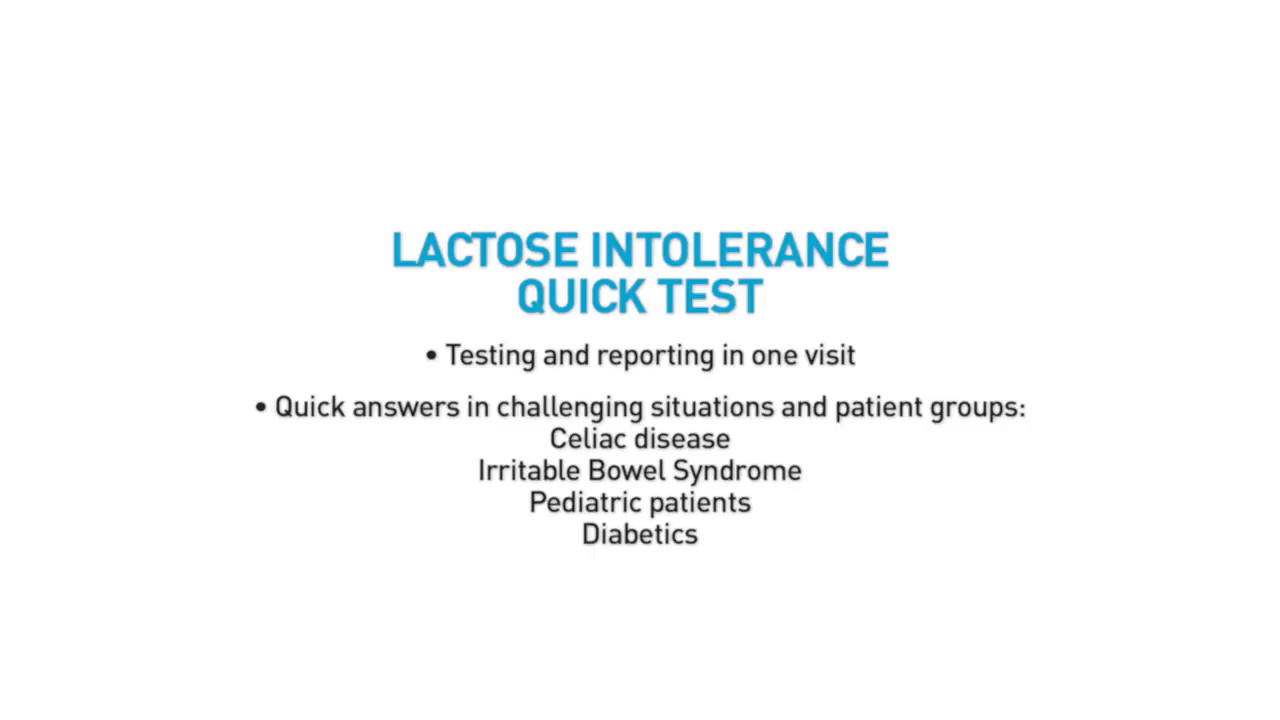 LACTOSE INTOLERANCE
QUICK TEST
• Testing and reporting in one visit
• Quick answers in challenging situations and patient groups:
Celiac disease
Irritable Bowel Syndrome
Pediatric patients
Diabetics